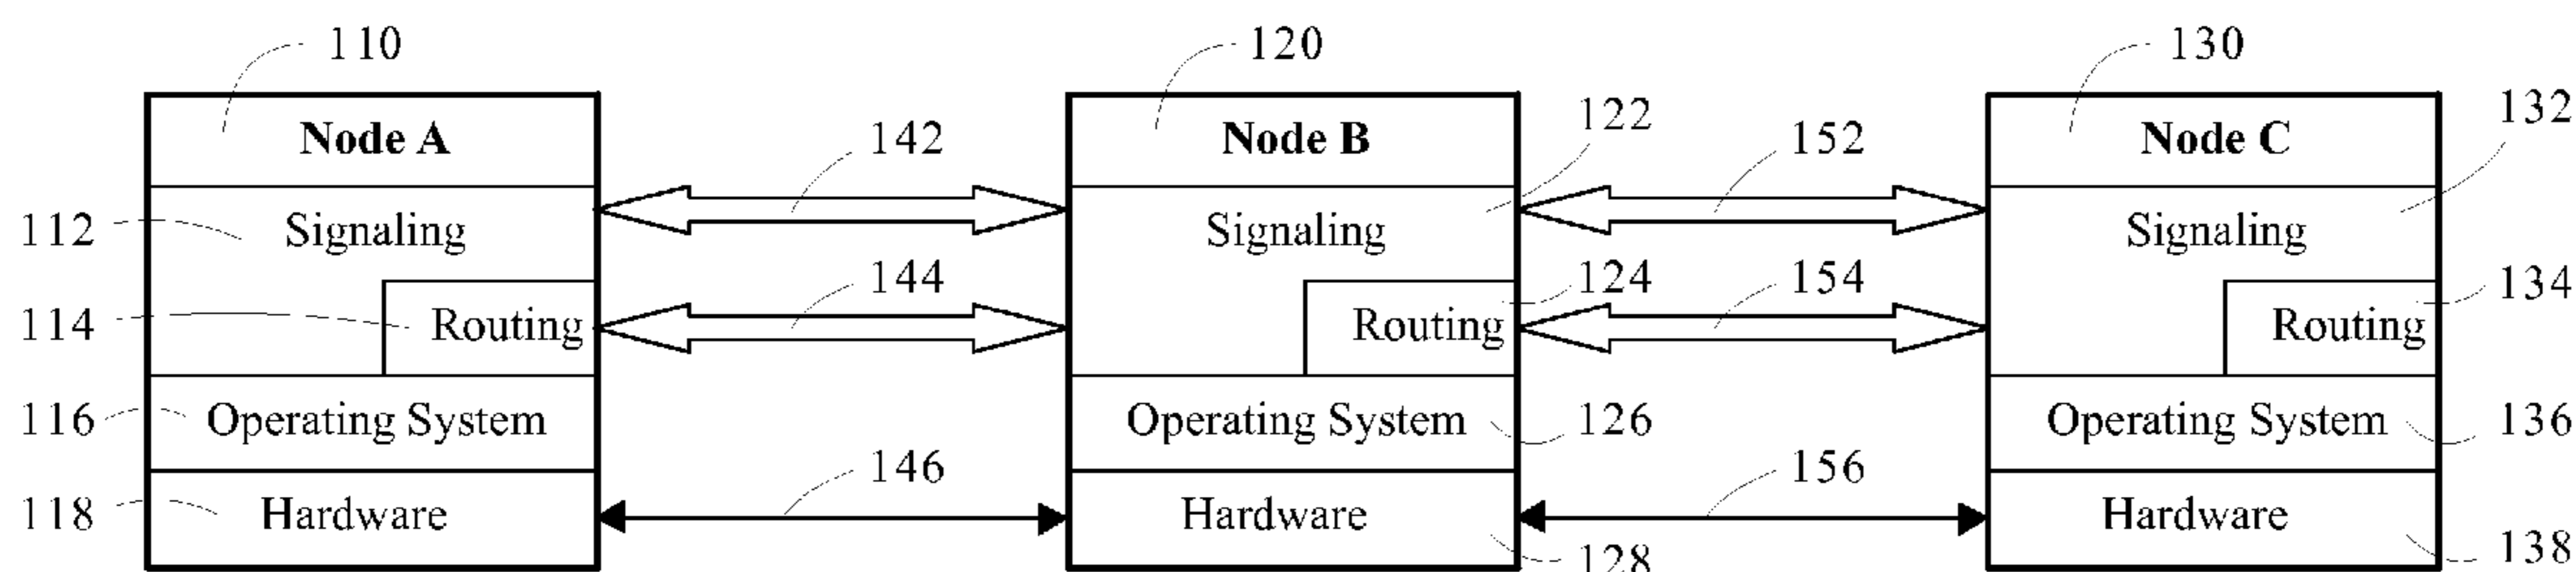 110 120 130
Node A Node B Node C
122 132
142 152
112 Signaling Signaling Signaling
144 124 154 134
114 Routing Routing Routing
116 Operating System Operating System 126 Operating System 136
146 156
118 Hardware Hardware Hardware
128 138